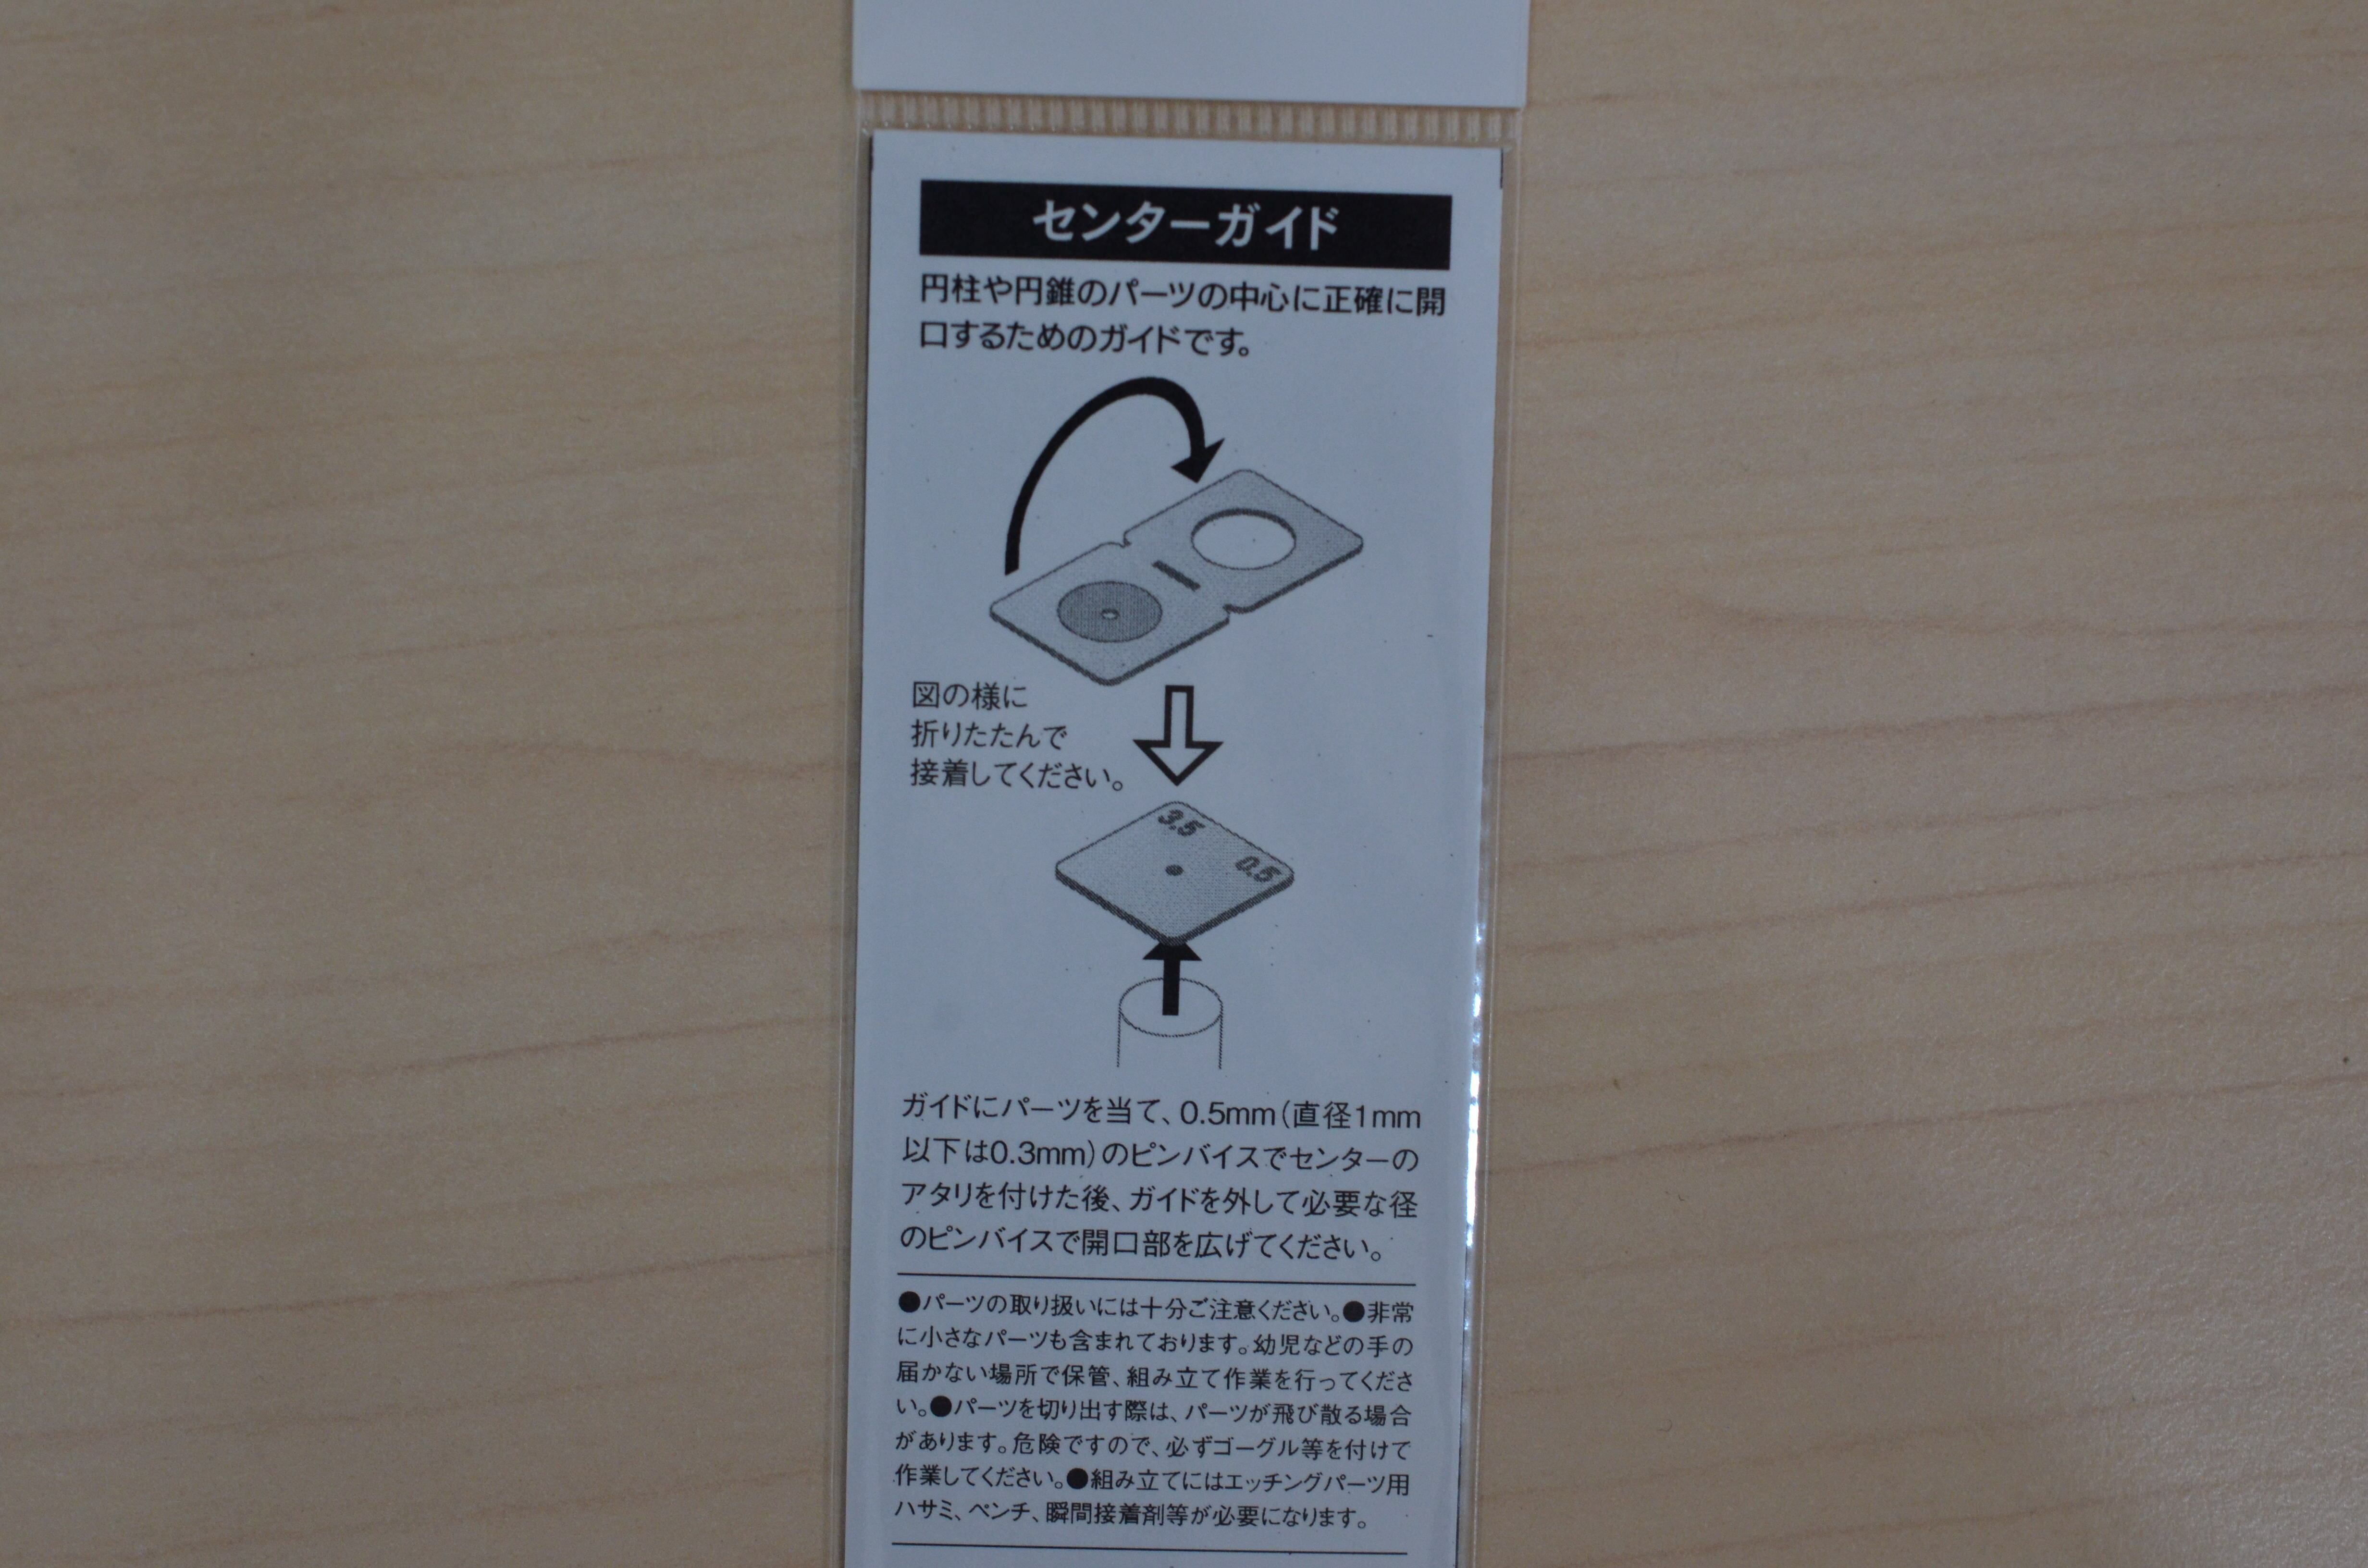 センターガイド
円柱や円錐のパーツの中心に正確に開
口するためのガイドです。
図の様に
折りたたんで
接着してください。
3.5
0.5
ガイドにパーツを当て、0.5mm(直径1mm
以下は0.3mm)のピンバイスでセンターの
アタリを付けた後、ガイドを外して必要な径
のピンバイスで開口部を広げてください。
●パーツの取り扱いには十分ご注意ください。●非常
に小さなパーツも含まれております。幼児などの手の
届かない場所で保管、組み立て作業を行ってくださ
い。●パーツを切り出す際は、パーツが飛び散る場合
があります。危険ですので、必ずゴーグル等を付けて
作業してください。●組み立てにはエッチングパーツ用
ハサミ、ペンチ、瞬間接着剤等が必要になります。